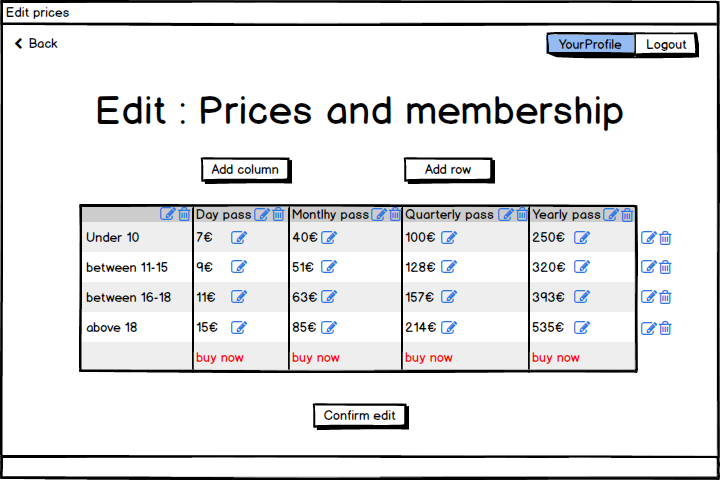 Edit prices
Back
YourProfile Logout
Edit : Prices and membership
Add column Add row
Day pass Montlhy pass Quarterly pass Yearly pass
Under 10 7€ 40€ 100€ 250€
between 11-15 9€ 51€ 128€ 320€
between 16-18 11€ 63€ 157€ 393€
above 18 15€ 85€ 214€ 535€
buy now buy now buy now buy now
Confirm edit